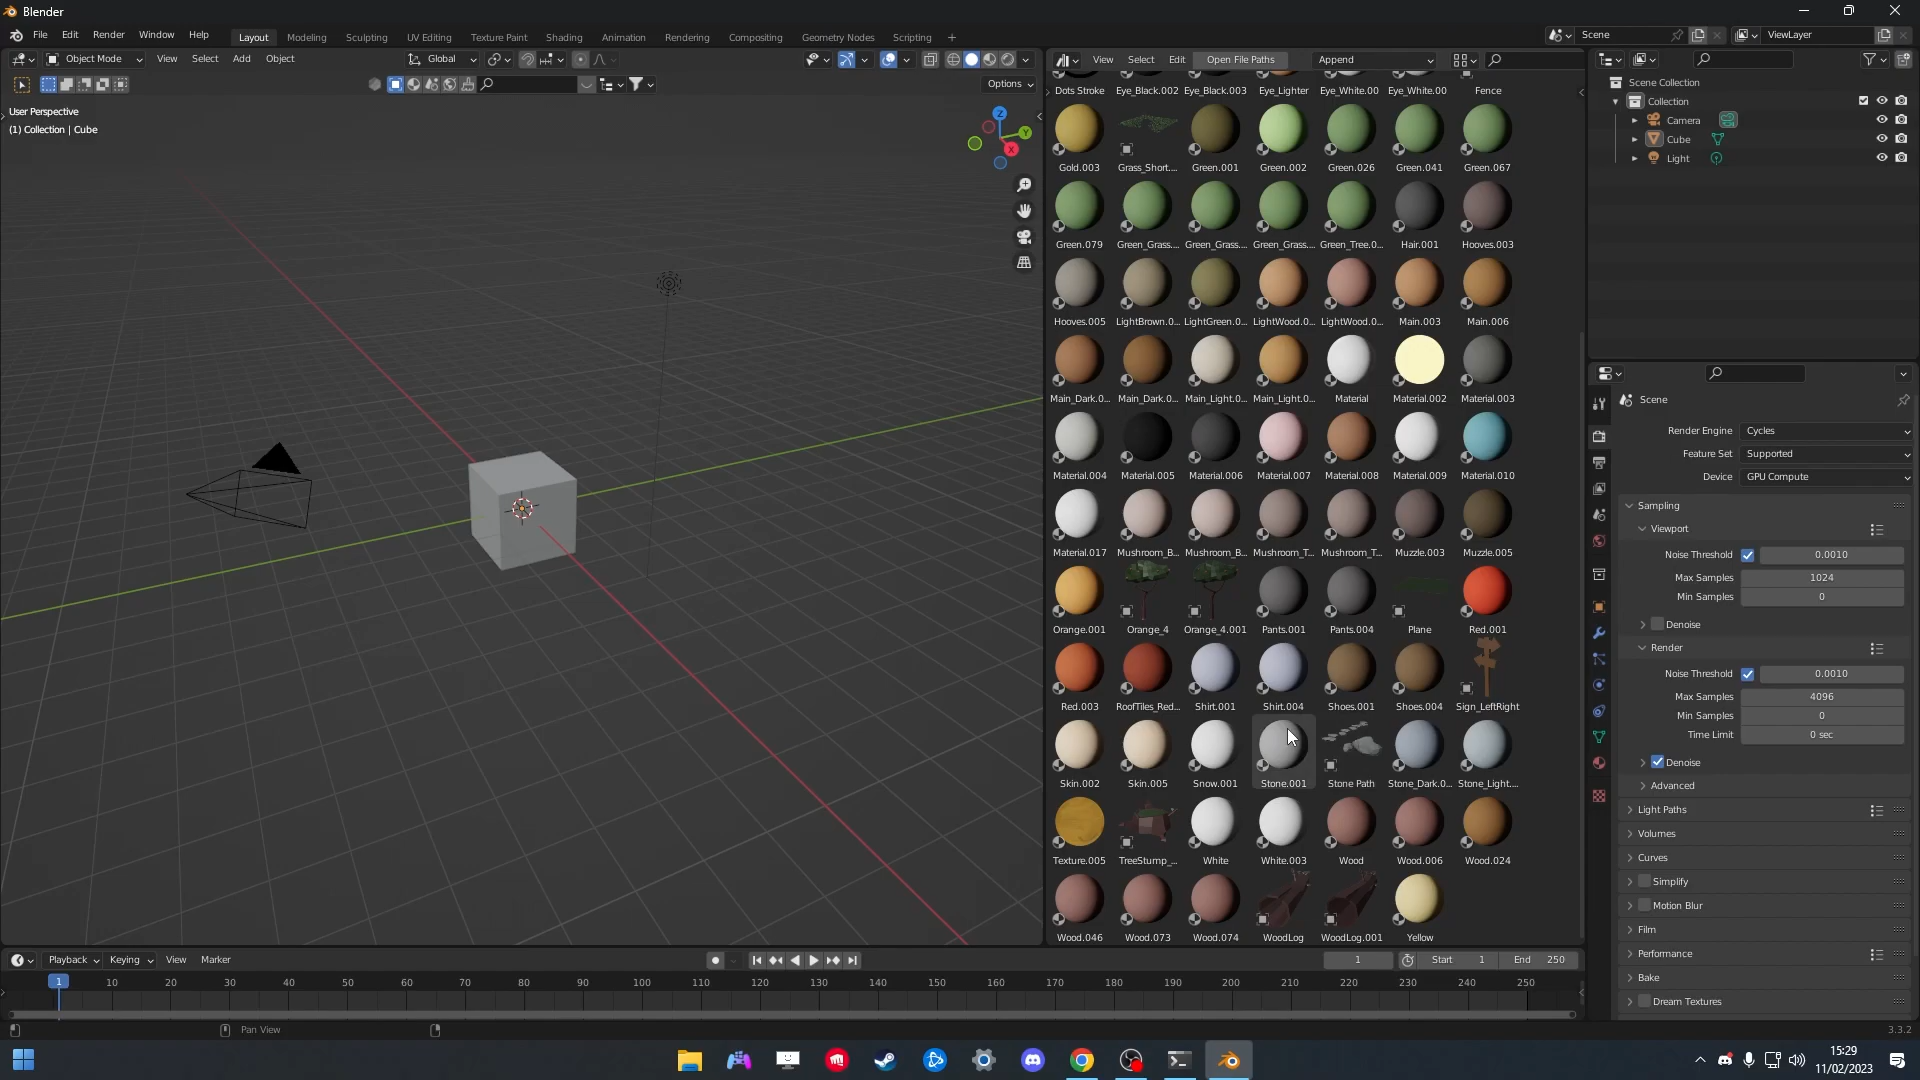 Blender
File Edit Render Window Help Layout Modeling Sculpting UV Editing Texture Paint Shading Animation Rendering Compositing Geometry Nodes Scripting + Scene ViewLayer
Object Mode View Select Add Object Global View Select Edit Open File Paths Append
Options
User Perspective
(1) Collection | Cube
Z
Y
X
Dots Stroke Eye_Black.002 Eye_Black.003 Eye_Lighter Eye_White.00 Eye_White.00 Fence
Gold.003 Grass_Short.... Green.001 Green.002 Green.026 Green.041 Green.067
Green.079 Green_Grass.... Green_Grass.... Green_Grass.... Green_Tree.0... Hair.001 Hooves.003
Hooves.005 LightBrown.0... LightGreen.0... LightWood.0... LightWood.0... Main.003 Main.006
Main_Dark.0... Main_Dark.0... Main_Light.0... Main_Light.0... Material Material.002 Material.003
Material.004 Material.005 Material.006 Material.007 Material.008 Material.009 Material.010
Material.017 Mushroom_B... Mushroom_B... Mushroom_T... Mushroom_T... Muzzle.003 Muzzle.005
Orange.001 Orange_4 Orange_4.001 Pants.001 Pants.004 Plane Red.001
Red.003 RoofTiles_Red... Shirt.001 Shirt.004 Shoes.001 Shoes.004 Sign_LeftRight
Skin.002 Skin.005 Snow.001 Stone.001 Stone Path Stone_Dark.0... Stone_Light....
Texture.005 TreeStump_... White White.003 Wood Wood.006 Wood.024
Wood.046 Wood.073 Wood.074 WoodLog WoodLog.001 Yellow
Scene Collection
Collection
Camera
Cube
Light
Scene
Render Engine Cycles
Feature Set Supported
Device GPU Compute
Sampling
Viewport
Noise Threshold 0.0010
Max Samples 1024
Min Samples 0
Denoise
Render
Noise Threshold 0.0010
Max Samples 4096
Min Samples 0
Time Limit 0 sec
Denoise
Advanced
Light Paths
Volumes
Curves
Simplify
Motion Blur
Film
Performance
Bake
Dream Textures
Playback Keying View Marker 1 Start 1 End 250
1 10 20 30 40 50 60 70 80 90 100 110 120 130 140 150 160 170 180 190 200 210 220 230 240 250
Pan View 3.3.2
15:29
11/02/2023